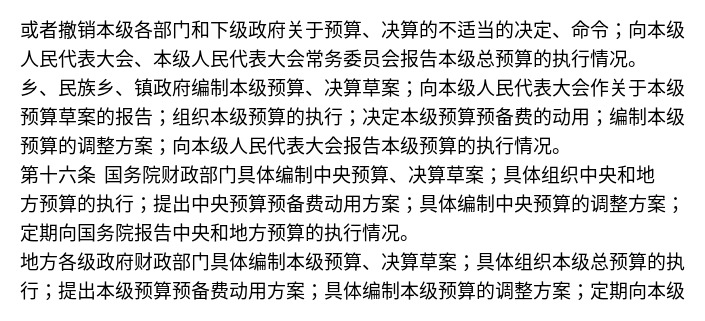 或者撤销本级各部门和下级政府关于预算、决算的不适当的决定、命令；向本级
人民代表大会、本级人民代表大会常务委员会报告本级总预算的执行情况。
乡、民族乡、镇政府编制本级预算、决算草案；向本级人民代表大会作关于本级
预算草案的报告；组织本级预算的执行；决定本级预算预备费的动用；编制本级
预算的调整方案；向本级人民代表大会报告本级预算的执行情况。
第十六条 国务院财政部门具体编制中央预算、决算草案；具体组织中央和地
方预算的执行；提出中央预算预备费动用方案；具体编制中央预算的调整方案；
定期向国务院报告中央和地方预算的执行情况。
地方各级政府财政部门具体编制本级预算、决算草案；具体组织本级总预算的执
行；提出本级预算预备费动用方案；具体编制本级预算的调整方案；定期向本级